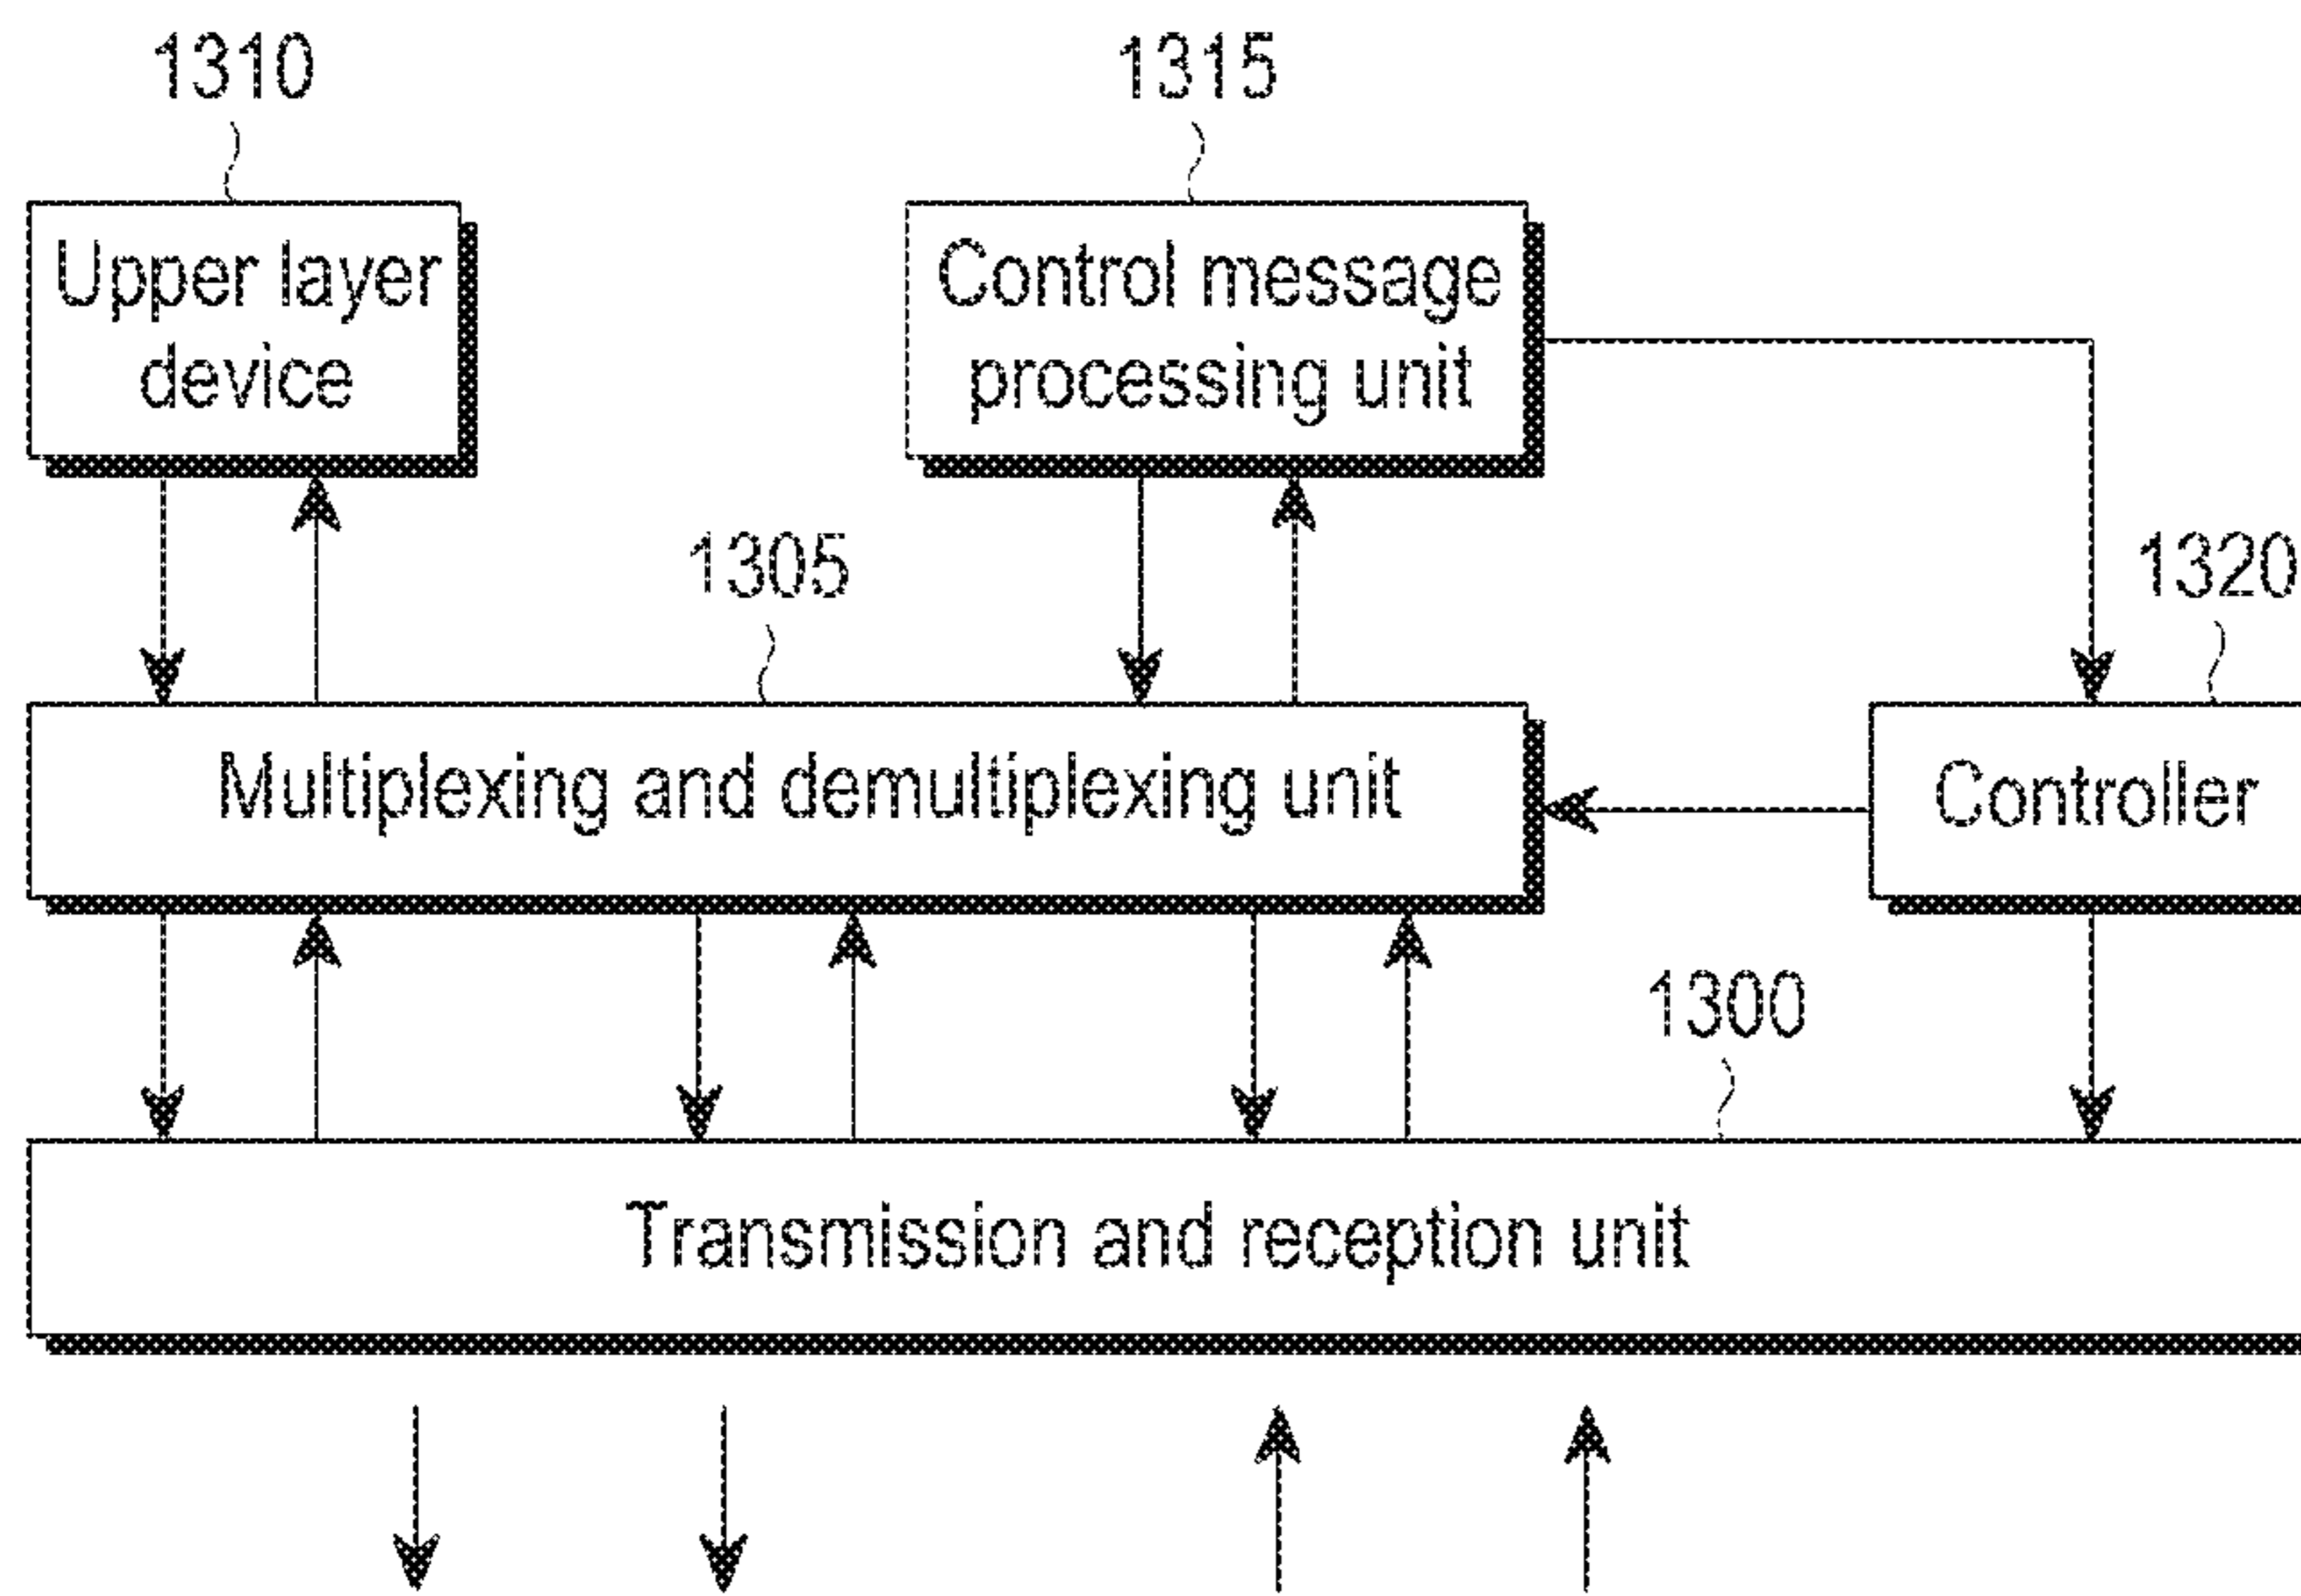 1310
1315
Upper layer
device
Control message
processing unit
1305
1320
Multiplexing and demultiplexing unit
Controller
1300
Transmission and reception unit